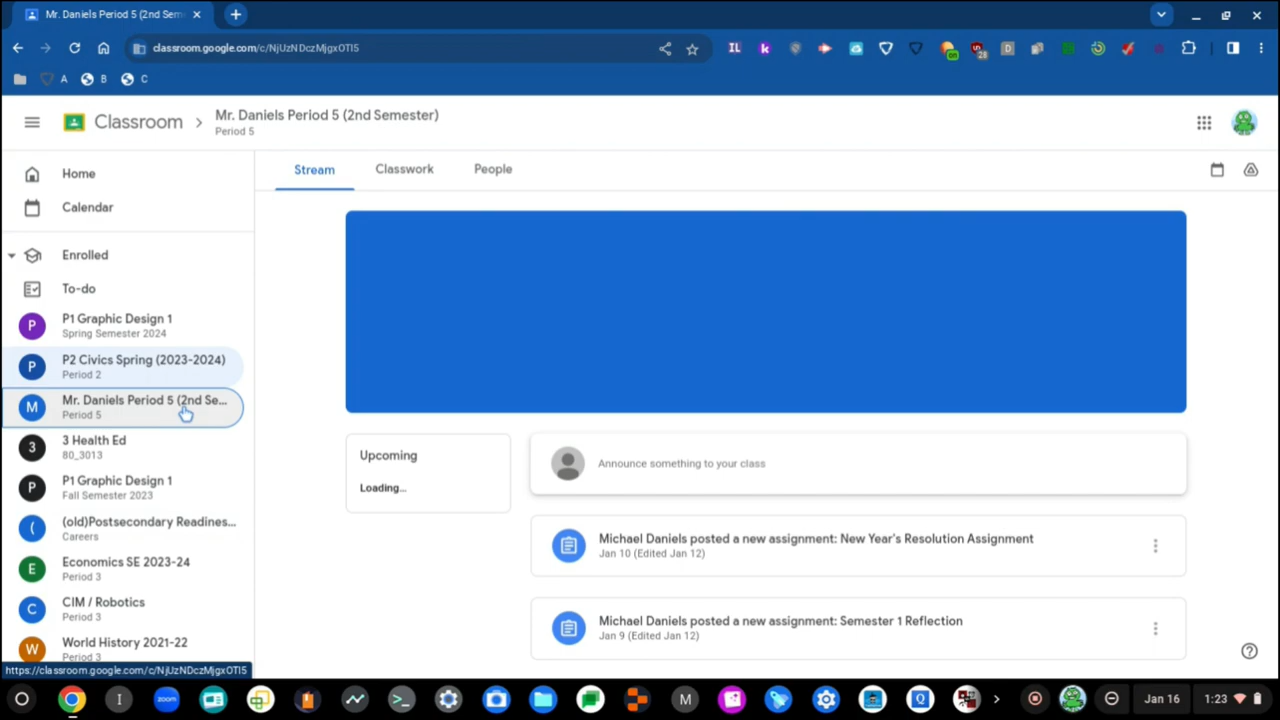 Mr. Daniels Period 5 (2nd Sem
classroom.google.com/c/NjUzNDczMjgxOTI5
IL
k
on
28
D
A
B
C
Classroom
Mr. Daniels Period 5 (2nd Semester)
Period 5
Home
Calendar
Enrolled
To-do
P
P1 Graphic Design 1
Spring Semester 2024
P
P2 Civics Spring (2023-2024)
Period 2
M
Mr. Daniels Period 5 (2nd Se...
Period 5
3
3 Health Ed
80_3013
P
P1 Graphic Design 1
Fall Semester 2023
(
(old)Postsecondary Readines...
Careers
E
Economics SE 2023-24
Period 3
C
CIM / Robotics
Period 3
W
World History 2021-22
Period 3
https://classroom.google.com/c/NjUzNDczMjgxOTI5
Stream
Classwork
People
Upcoming
Loading...
Announce something to your class
Michael Daniels posted a new assignment: New Year's Resolution Assignment
Jan 10 (Edited Jan 12)
Michael Daniels posted a new assignment: Semester 1 Reflection
Jan 9 (Edited Jan 12)
I
zoom
M
Q
Jan 16
1:23